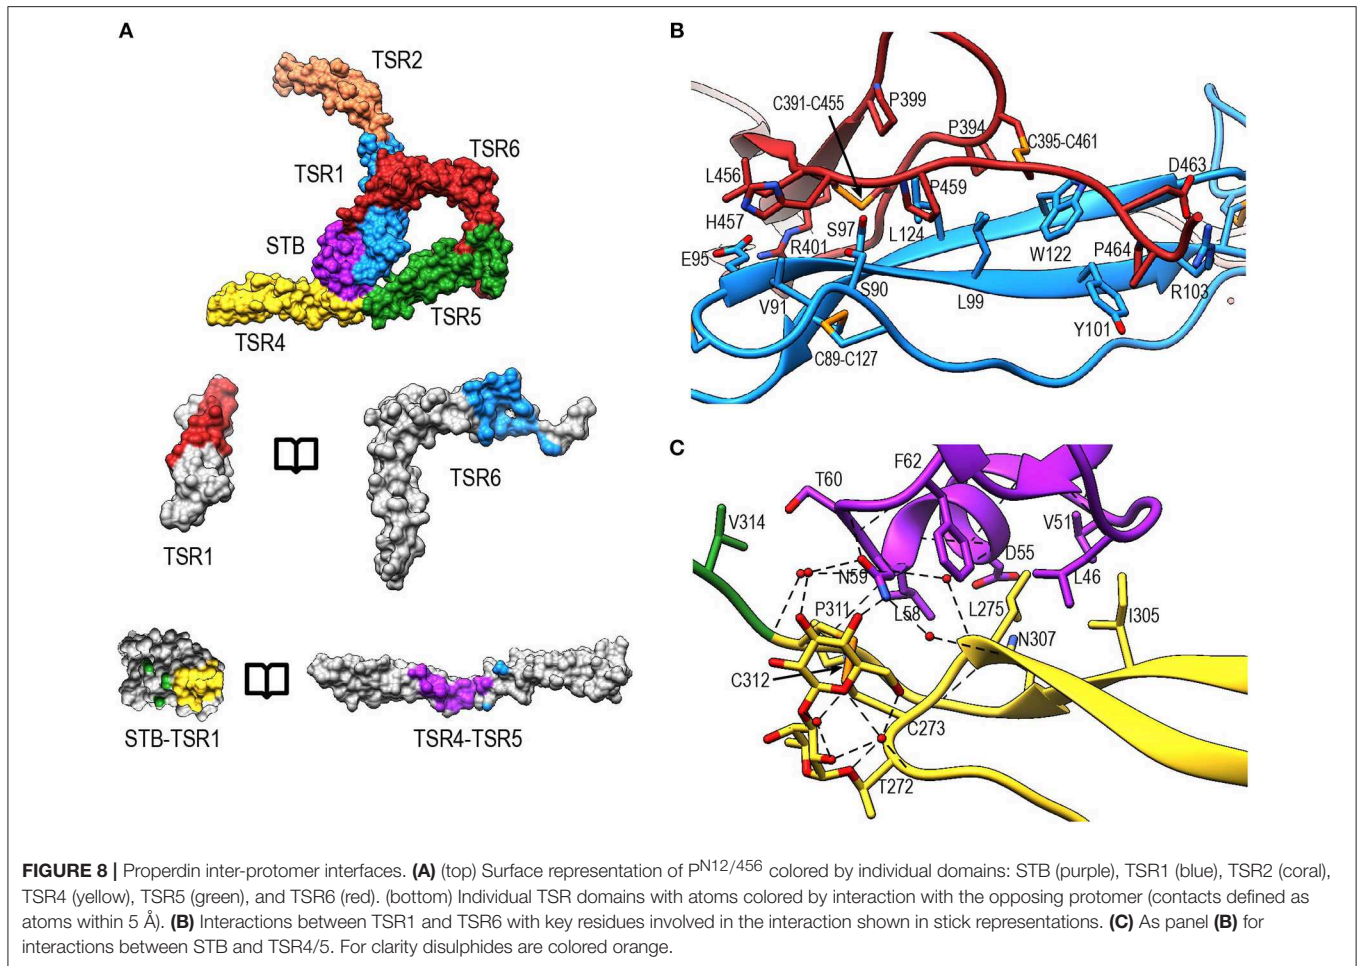 A
TSR2
TSR1
TSR6
STB
TSR4
TSR5
TSR1
TSR6
STB-TSR1
TSR4-TSR5
B
C391-C455
P399
P394
C395-C461
L456
D463
P459
H457
S97
L124
E95
R401
W122
P464
S90
V91
L99
R103
Y101
C89-C127
C
F62
T60
V314
V51
D55
N59
L46
L58
L275
P311
I305
N307
C312
C273
T272
FIGURE 8 | Properdin inter-protomer interfaces. (A) (top) Surface representation of P^N12/456 colored by individual domains: STB (purple), TSR1 (blue), TSR2 (coral),
TSR4 (yellow), TSR5 (green), and TSR6 (red). (bottom) Individual TSR domains with atoms colored by interaction with the opposing protomer (contacts defined as
atoms within 5 Å). (B) Interactions between TSR1 and TSR6 with key residues involved in the interaction shown in stick representations. (C) As panel (B) for
interactions between STB and TSR4/5. For clarity disulphides are colored orange.